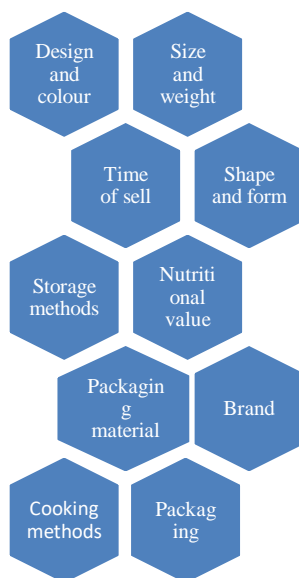 Design
and
colour
Size
and
weight
Time
of sell
Shape
and form
Storage
methods
Nutriti
onal
value
Packagin
g
material
Brand
Cooking
methods
Packag
ing